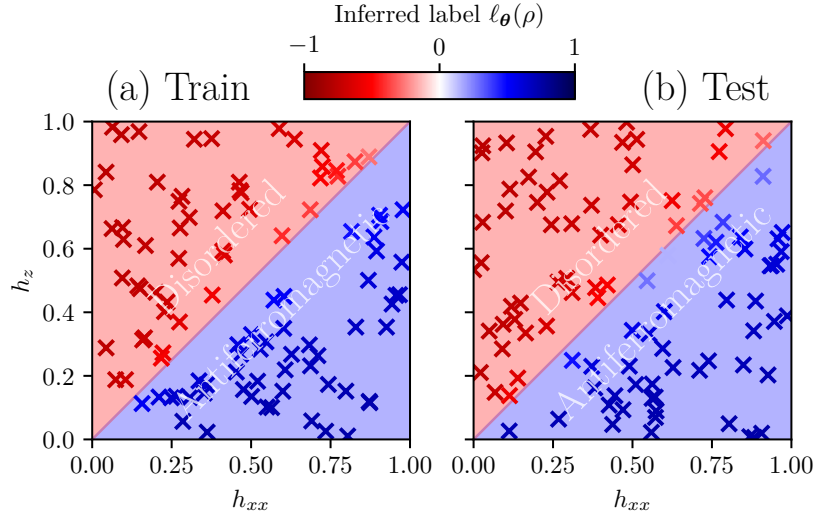 Inferred label ℓ_θ(ρ)
−1 0 1
(a) Train
(b) Test
1.0
0.8
0.6
0.4
0.2
0.0
h_z
Disordered
Antiferromagnetic
Disordered
Antiferromagnetic
0.00 0.25 0.50 0.75 1.00
0.00 0.25 0.50 0.75 1.00
h_xx
h_xx